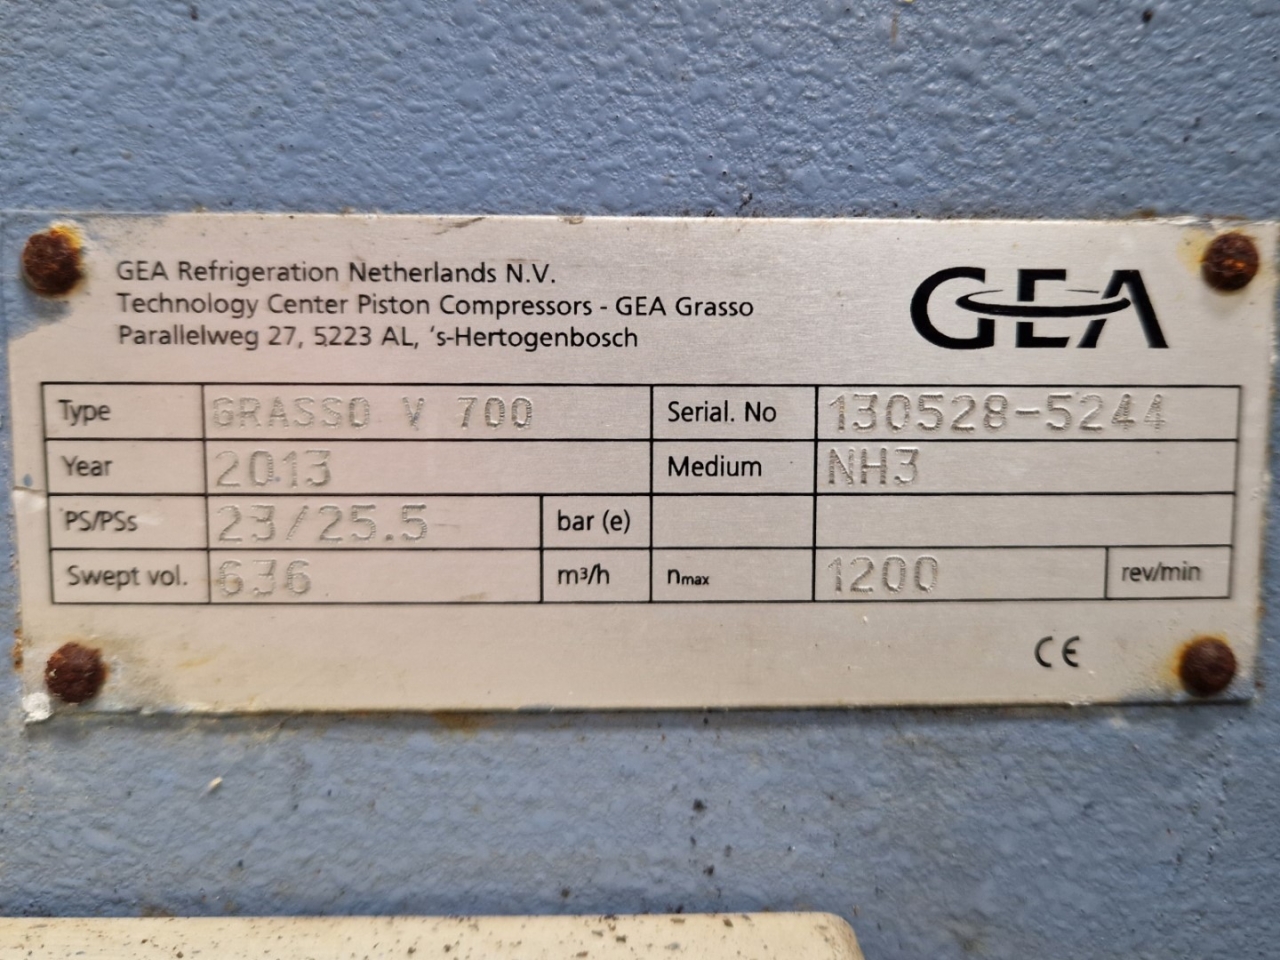 GEA Refrigeration Netherlands N.V.
Technology Center Piston Compressors - GEA Grasso
Parallelweg 27, 5223 AL, 's-Hertogenbosch
GEA
Type GRASSO V 700 Serial. No 130528-5244
Year 2013 Medium NH3
PS/PSs 23/25.5 bar (e)
Swept vol. 636 m³/h nmax 1200 rev/min
CE